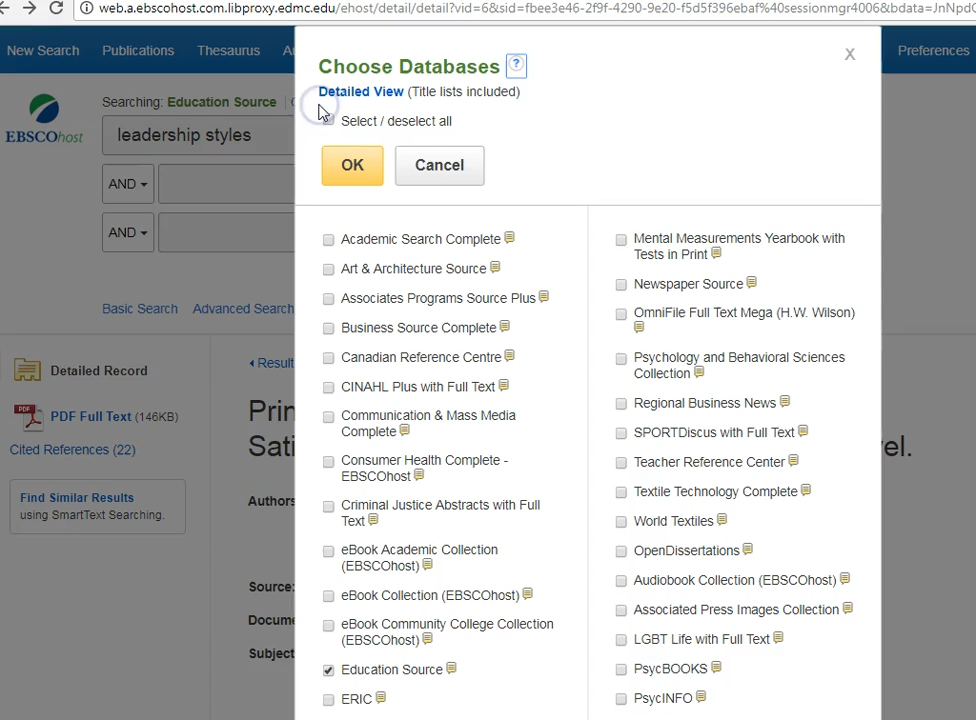 web.a.ebscohost.com.libproxy.edmc.edu/ehost/detail/detail?vid=6&sid=fbee3e46-2f9f-4290-9e20-f5d5f396ebaf%40sessionmgr4006&bdata=JnNpdC
New Search
Publications
Thesaurus
Preferences
EBSCOhost
Searching: Education Source
leadership styles
AND
AND
Basic Search
Advanced Search
Detailed Record
PDF Full Text (146KB)
Cited References (22)
Find Similar Results
using SmartText Searching.
Result
Authors
Source:
Subject
Choose Databases ?
X
Detailed View (Title lists included)
Select / deselect all
OK
Cancel
Academic Search Complete
Art & Architecture Source
Associates Programs Source Plus
Business Source Complete
Canadian Reference Centre
CINAHL Plus with Full Text
Communication & Mass Media
Complete
Consumer Health Complete -
EBSCOhost
Criminal Justice Abstracts with Full
Text
eBook Academic Collection
(EBSCOhost)
eBook Collection (EBSCOhost)
eBook Community College Collection
(EBSCOhost)
Education Source
ERIC
Mental Measurements Yearbook with
Tests in Print
Newspaper Source
OmniFile Full Text Mega (H.W. Wilson)
Psychology and Behavioral Sciences
Collection
Regional Business News
SPORTDiscus with Full Text
Teacher Reference Center
Textile Technology Complete
World Textiles
OpenDissertations
Audiobook Collection (EBSCOhost)
Associated Press Images Collection
LGBT Life with Full Text
PsycBOOKS
PsycINFO